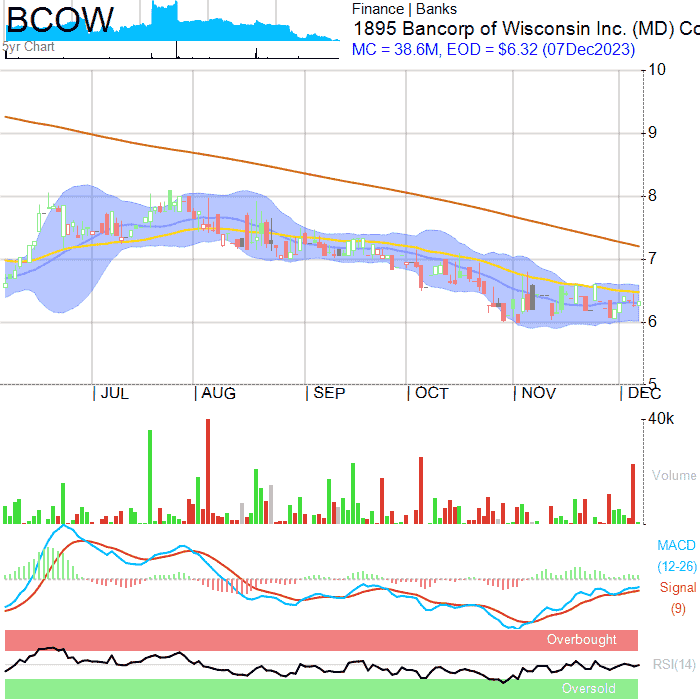 BCOW
5yr Chart
Finance | Banks
1895 Bancorp of Wisconsin Inc. (MD) Co
MC = 38.6M, EOD = $6.32 (07Dec2023)
10
9
8
7
6
5
JUL AUG SEP OCT NOV DEC
40k
Volume
MACD
(12-26)
Signal
(9)
Overbought
RSI(14)
Oversold